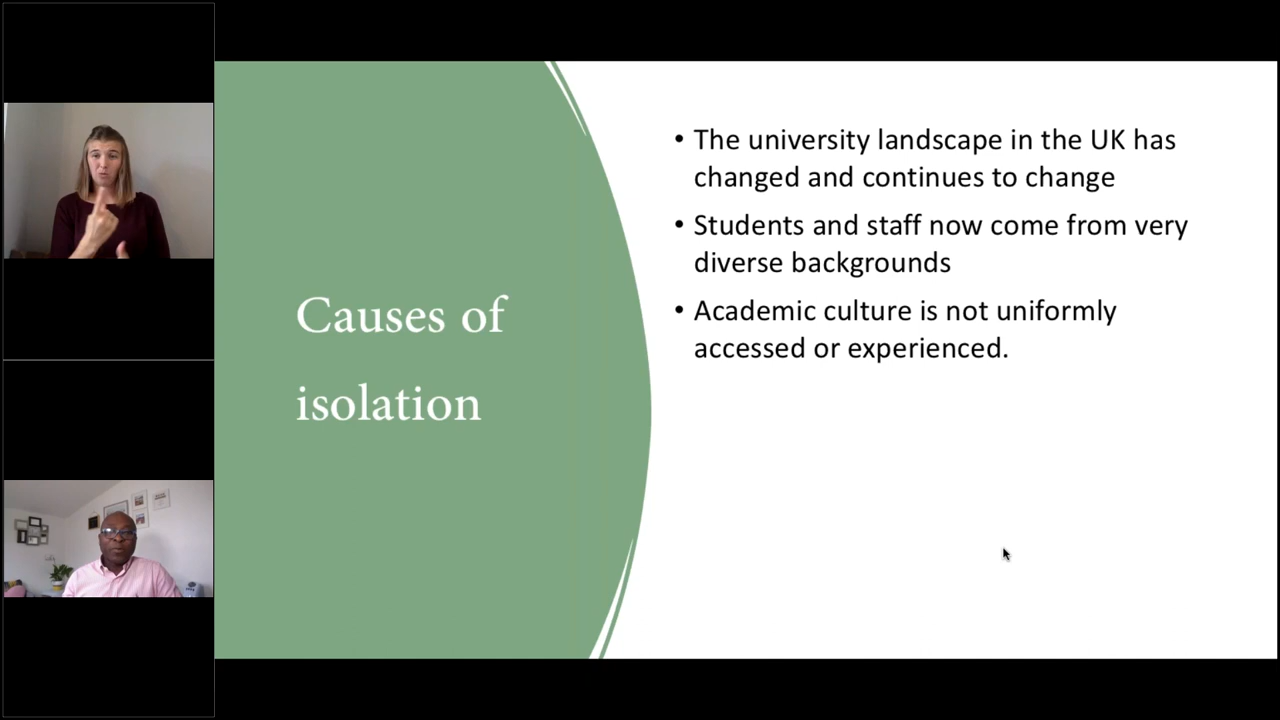 Causes of
isolation
• The university landscape in the UK has
changed and continues to change
• Students and staff now come from very
diverse backgrounds
• Academic culture is not uniformly
accessed or experienced.